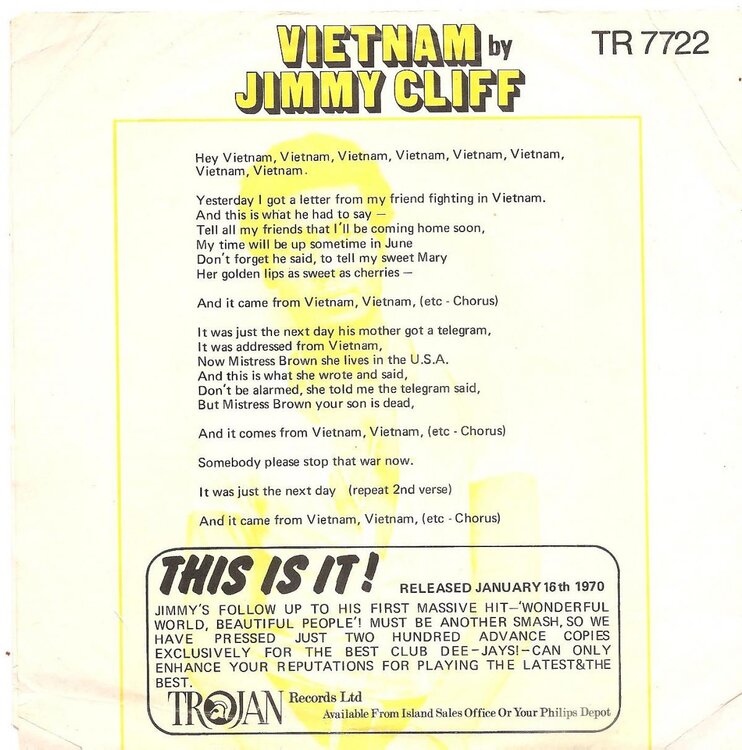 VIETNAM by
JIMMY CLIFF
TR 7722
Hey Vietnam, Vietnam, Vietnam, Vietnam, Vietnam, Vietnam,
Vietnam, Vietnam.
Yesterday I got a letter from my friend fighting in Vietnam.
And this is what he had to say —
Tell all my friends that I'll be coming home soon,
My time will be up sometime in June
Don't forget he said, to tell my sweet Mary
Her golden lips as sweet as cherries —
And it came from Vietnam, Vietnam, (etc - Chorus)
It was just the next day his mother got a telegram,
It was addressed from Vietnam,
Now Mistress Brown she lives in the U.S.A.
And this is what she wrote and said,
Don't be alarmed, she told me the telegram said,
But Mistress Brown your son is dead,
And it comes from Vietnam, Vietnam, (etc - Chorus)
Somebody please stop that war now.
It was just the next day (repeat 2nd verse)
And it came from Vietnam, Vietnam, (etc - Chorus)
THIS IS IT! RELEASED JANUARY 16th 1970
JIMMY'S FOLLOW UP TO HIS FIRST MASSIVE HIT—'WONDERFUL
WORLD, BEAUTIFUL PEOPLE'! MUST BE ANOTHER SMASH, SO WE
HAVE PRESSED JUST TWO HUNDRED ADVANCE COPIES
EXCLUSIVELY FOR THE BEST CLUB DEE—JAYS!—CAN ONLY
ENHANCE YOUR REPUTATIONS FOR PLAYING THE LATEST&THE
BEST.
TROJAN Records Ltd
Available From Island Sales Office Or Your Philips Depot